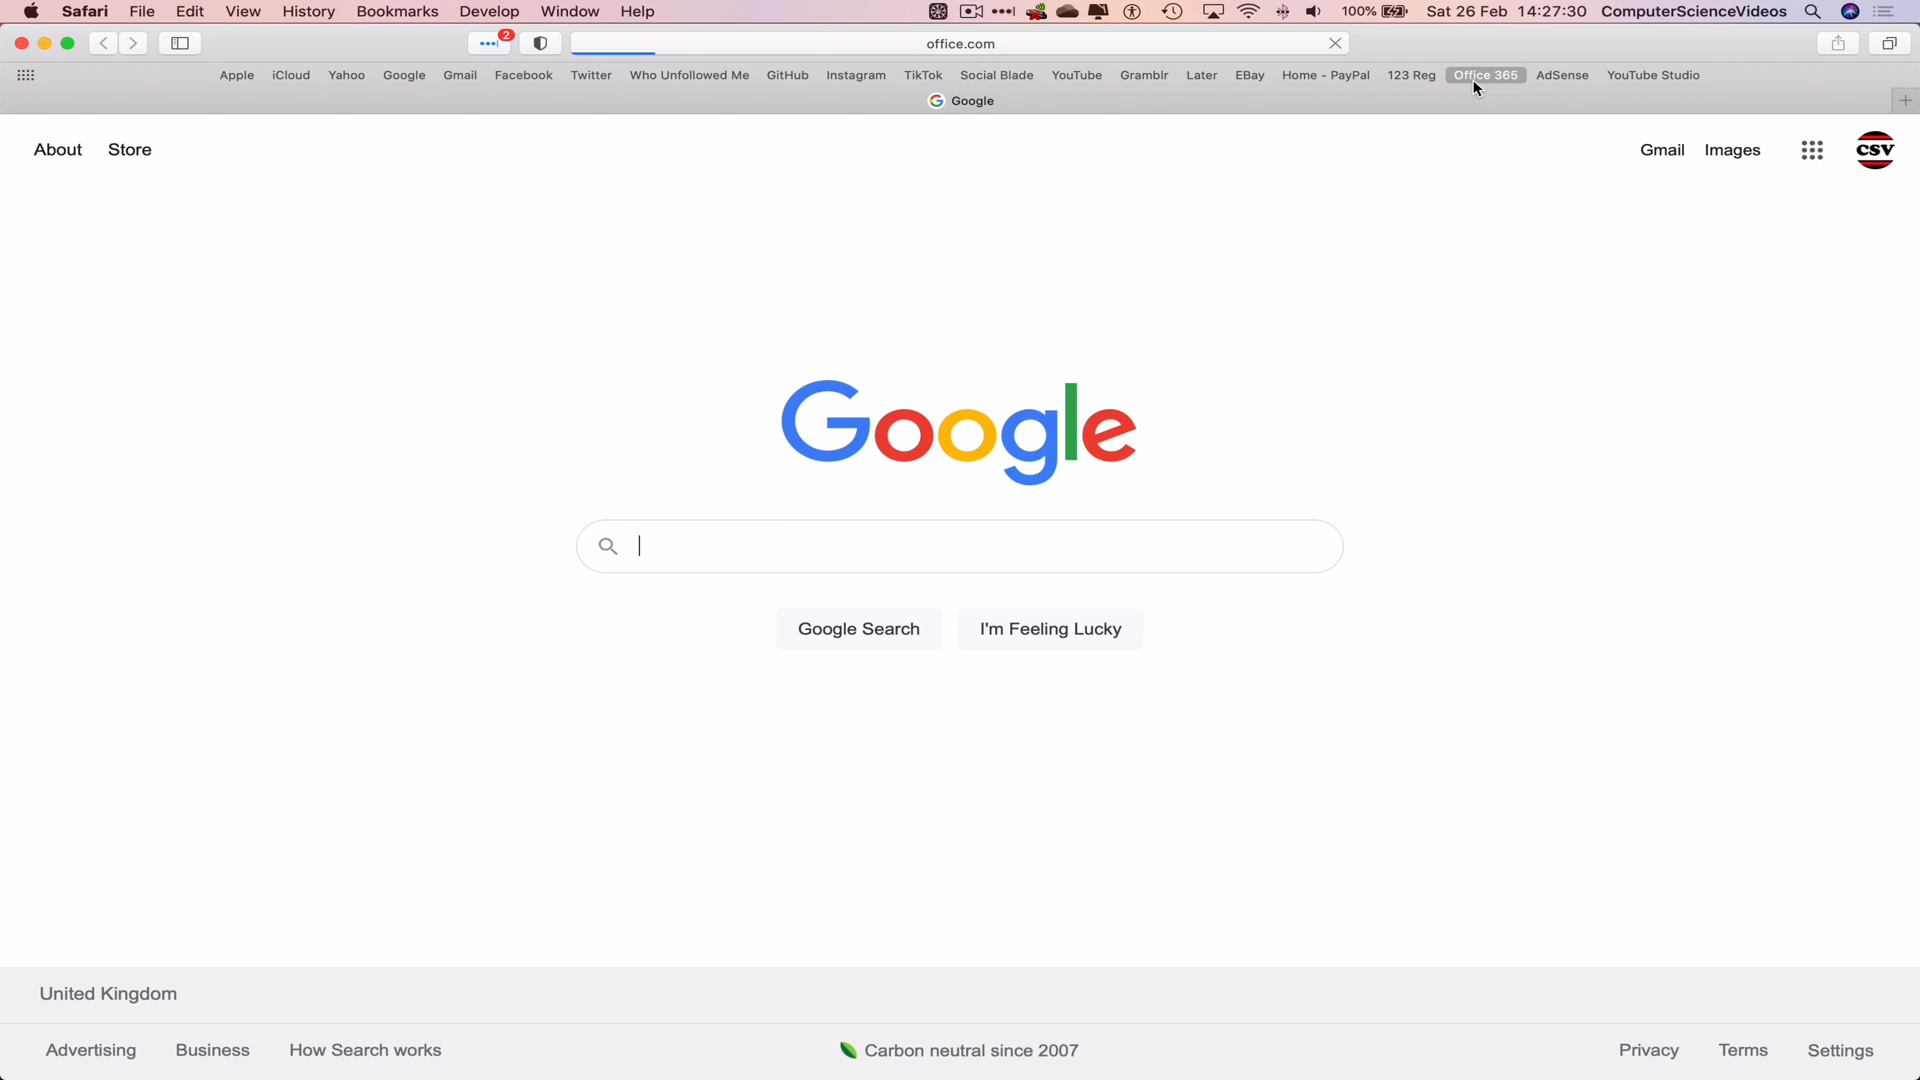 Safari File Edit View History Bookmarks Develop Window Help 100% Sat 26 Feb 14:27:30 ComputerScienceVideos
2 office.com
Apple iCloud Yahoo Google Gmail Facebook Twitter Who Unfollowed Me GitHub Instagram TikTok Social Blade YouTube Gramblr Later EBay Home - PayPal 123 Reg Office 365 AdSense YouTube Studio
Google
About Store Gmail Images CSV
Google
Google Search I'm Feeling Lucky
United Kingdom
Advertising Business How Search works Carbon neutral since 2007 Privacy Terms Settings